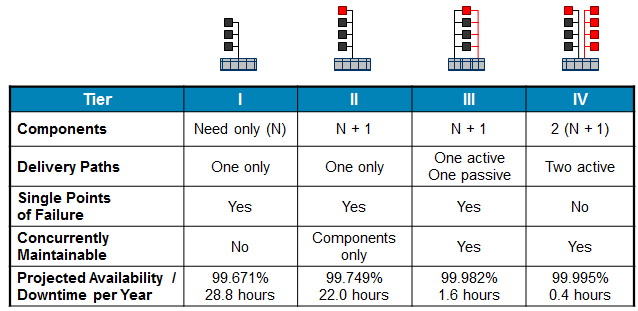 Tier I II III IV
Components Need only (N) N + 1 N + 1 2 (N + 1)
Delivery Paths One only One only One active One passive Two active
Single Points of Failure Yes Yes Yes No
Concurrently Maintainable No Components only Yes Yes
Projected Availability / Downtime per Year 99.671% 28.8 hours 99.749% 22.0 hours 99.982% 1.6 hours 99.995% 0.4 hours